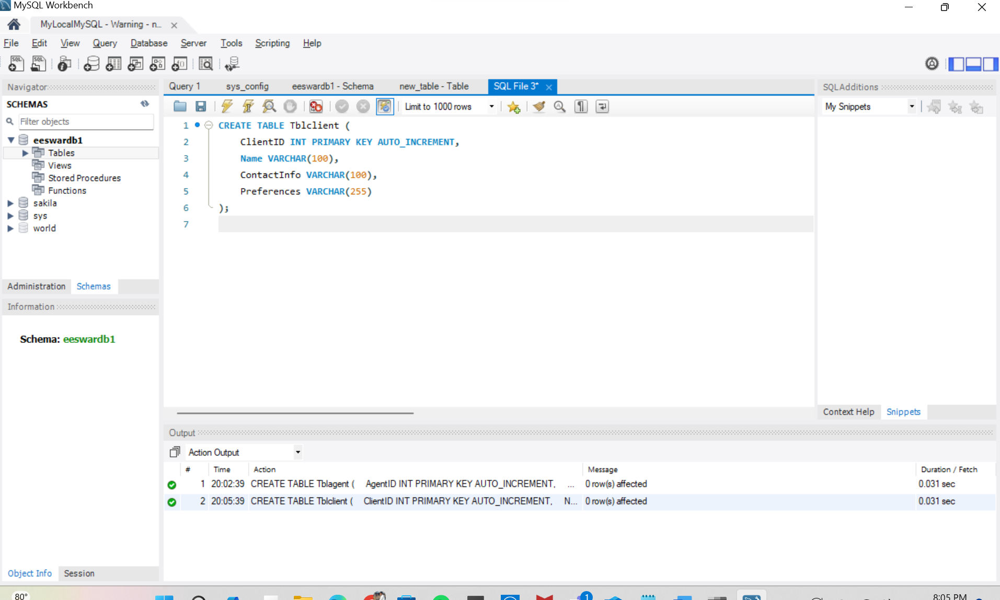 MySQL Workbench
MyLocalMySQL - Warning - n...
File Edit View Query Database Server Tools Scripting Help
Navigator
SCHEMAS
Filter objects
eeswardb1
Tables
Views
Stored Procedures
Functions
sakila
sys
world
Administration Schemas
Information
Schema: eeswardb1
Object Info Session
Query 1 sys_config eeswardb1 - Schema new_table - Table SQL File 3*
Limit to 1000 rows
1 CREATE TABLE Tblclient (
2 ClientID INT PRIMARY KEY AUTO_INCREMENT,
3 Name VARCHAR(100),
4 ContactInfo VARCHAR(100),
5 Preferences VARCHAR(255)
6 );
7
SQLAdditions
My Snippets
Context Help Snippets
Output
Action Output
# Time Action Message Duration / Fetch
1 20:02:39 CREATE TABLE Tblagent ( AgentID INT PRIMARY KEY AUTO_INCREMENT, ... 0 row(s) affected 0.031 sec
2 20:05:39 CREATE TABLE Tblclient ( ClientID INT PRIMARY KEY AUTO_INCREMENT, N... 0 row(s) affected 0.031 sec
80°
1
8:05 PM